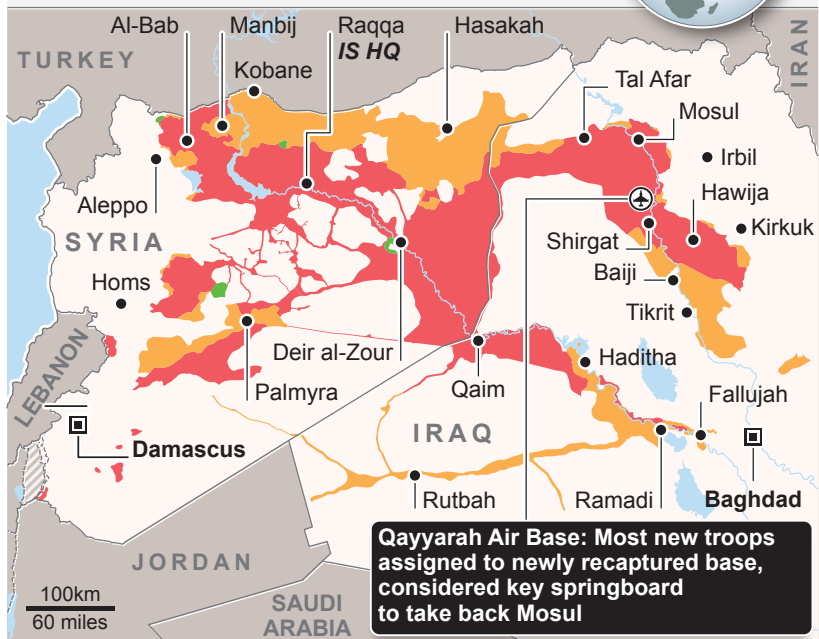 Al-Bab
Manbij
Raqqa
IS HQ
Hasakah
TURKEY
IRAN
Kobane
Tal Afar
Mosul
Irbil
Aleppo
Hawija
SYRIA
Kirkuk
Shirgat
Homs
Baiji
Tikrit
Deir al-Zour
Haditha
LEBANON
Palmyra
Qaim
Fallujah
IRAQ
Damascus
Rutbah
Ramadi
Baghdad
Qayyarah Air Base: Most new troops
assigned to newly recaptured base,
considered key springboard
to take back Mosul
JORDAN
100km
60 miles
SAUDI
ARABIA